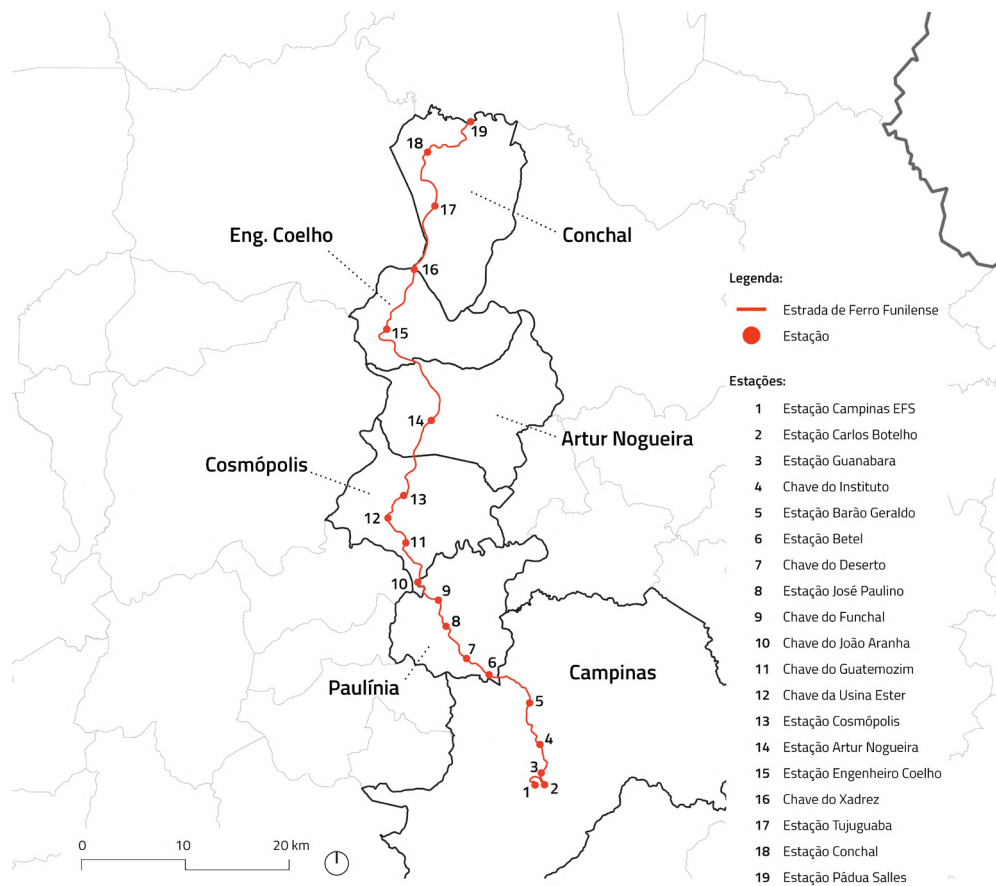 19
18
17
Eng. Coelho
Conchal
16
15
14
Artur Nogueira
Cosmópolis
13
12
11
10
9
8
7
6
Paulínia
Campinas
5
4
3
1
2
0
10
20 km
Legenda:
Estrada de Ferro Funilense
Estação
Estações:
1 Estação Campinas EFS
2 Estação Carlos Botelho
3 Estação Guanabara
4 Chave do Instituto
5 Estação Barão Geraldo
6 Estação Betel
7 Chave do Deserto
8 Estação José Paulino
9 Chave do Funchal
10 Chave do João Aranha
11 Chave do Guatemozim
12 Chave da Usina Ester
13 Estação Cosmópolis
14 Estação Artur Nogueira
15 Estação Engenheiro Coelho
16 Chave do Xadrez
17 Estação Tujuguaba
18 Estação Conchal
19 Estação Pádua Salles